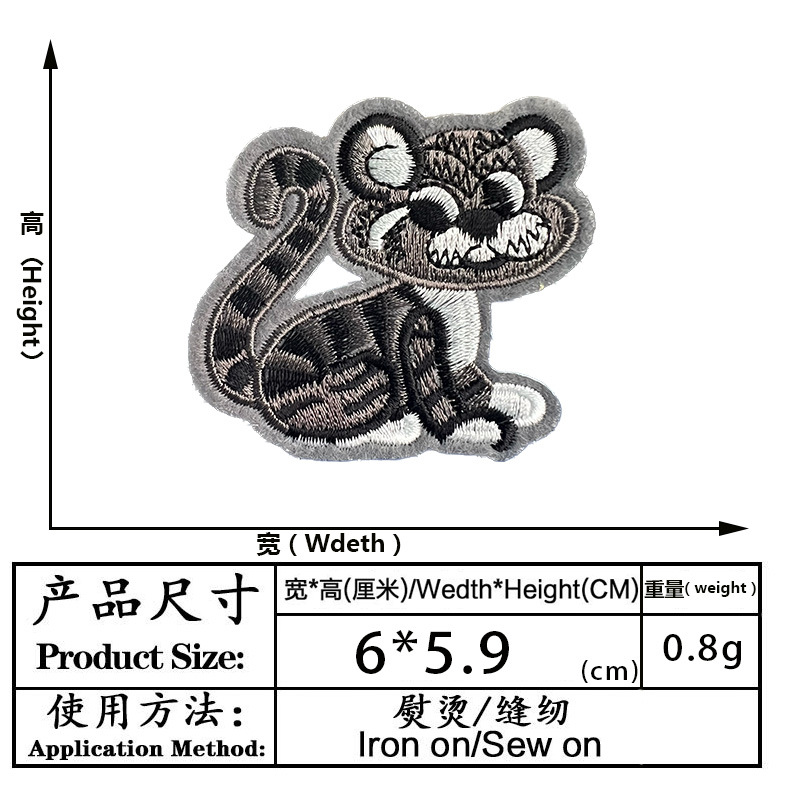 高（Height）
宽（Wdeth）
产品尺寸
Product Size:
宽*高(厘米)/Wedth*Height(CM)
重量( weight )
6*5.9
(cm)
0.8g
使用方法：
Application Method:
熨烫/缝纫
Iron on/Sew on